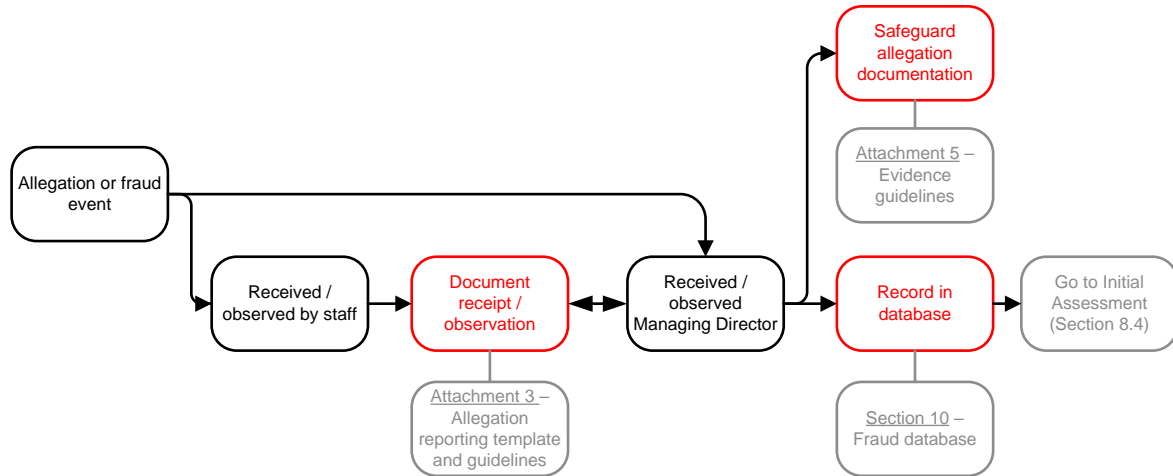 Safeguard
allegation
documentation
Attachment 5 –
Evidence
guidelines
Allegation or fraud
event
Received /
observed by staff
Document
receipt /
observation
Attachment 3 –
Allegation
reporting template
and guidelines
Received /
observed
Managing Director
Record in
database
Section 10 –
Fraud database
Go to Initial
Assessment
(Section 8.4)